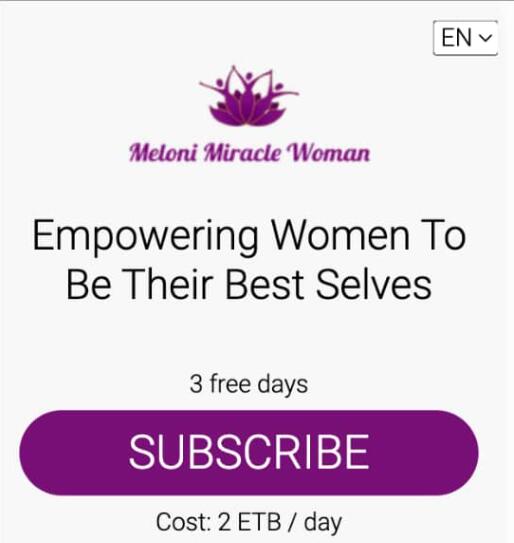 EN
Meloni Miracle Woman
Empowering Women To
Be Their Best Selves
3 free days
SUBSCRIBE
Cost: 2 ETB / day